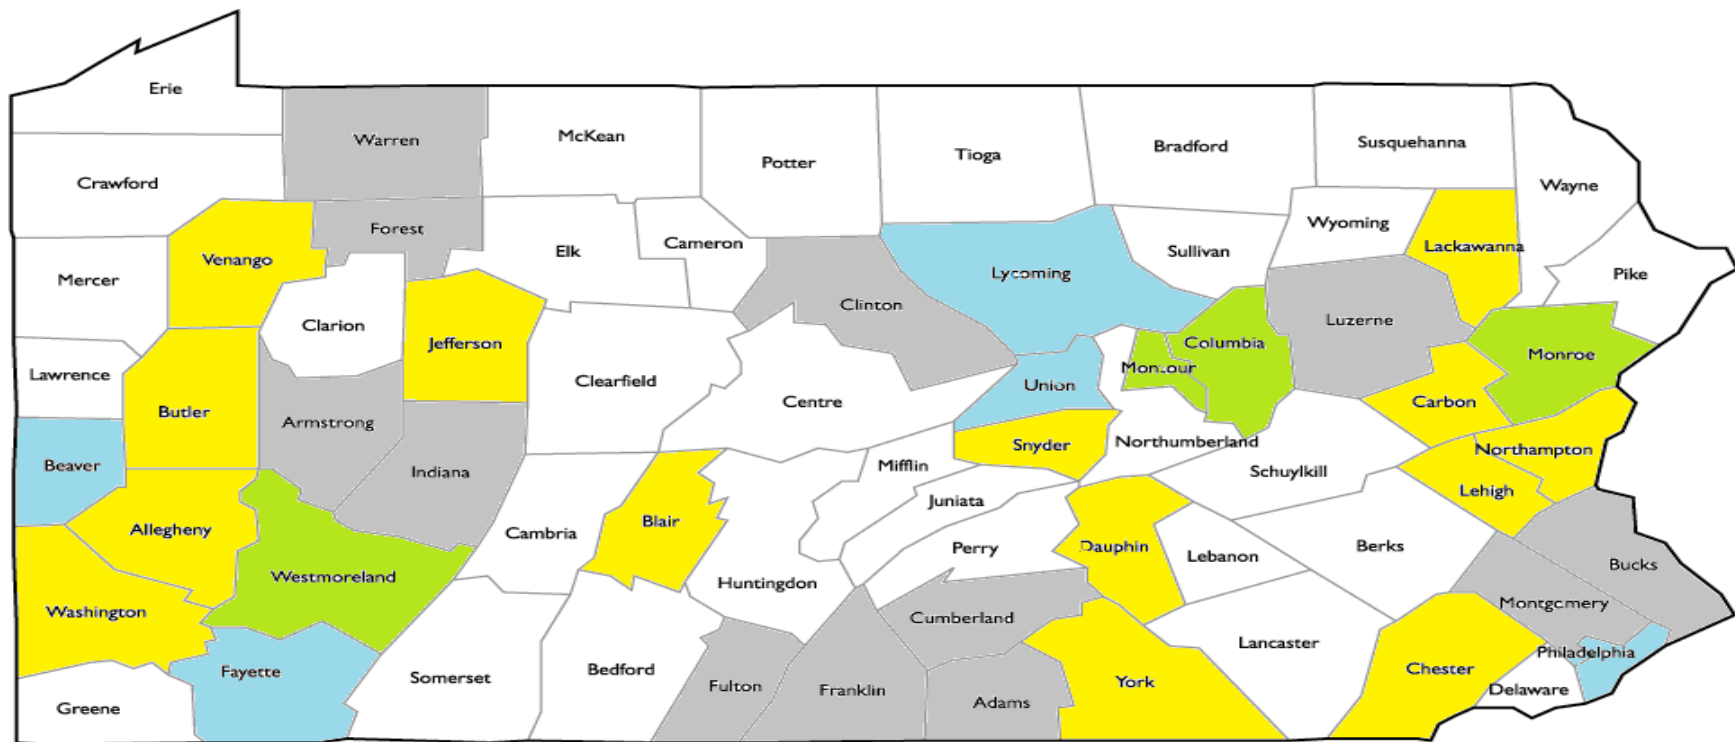 Erie
Warren
McKean
Potter
Tioga
Bradford
Susquehanna
Wayne
Crawford
Forest
Venango
Elk
Cameron
Lycoming
Sullivan
Wyoming
Lackawanna
Pike
Mercer
Clarion
Jefferson
Clinton
Columbia
Luzerne
Monroe
Lawrence
Clearfield
Centre
Union
Montour
Carbon
Butler
Armstrong
Indiana
Snyder
Northumberland
Schuylkill
Northampton
Lehigh
Beaver
Mifflin
Juniata
Allegheny
Cambria
Blair
Perry
Dauphin
Lebanon
Berks
Bucks
Westmoreland
Huntingdon
Montgomery
Washington
Cumberland
Lancaster
Philadelphia
Fayette
Somerset
Bedford
Fulton
Franklin
Adams
York
Chester
Delaware
Greene